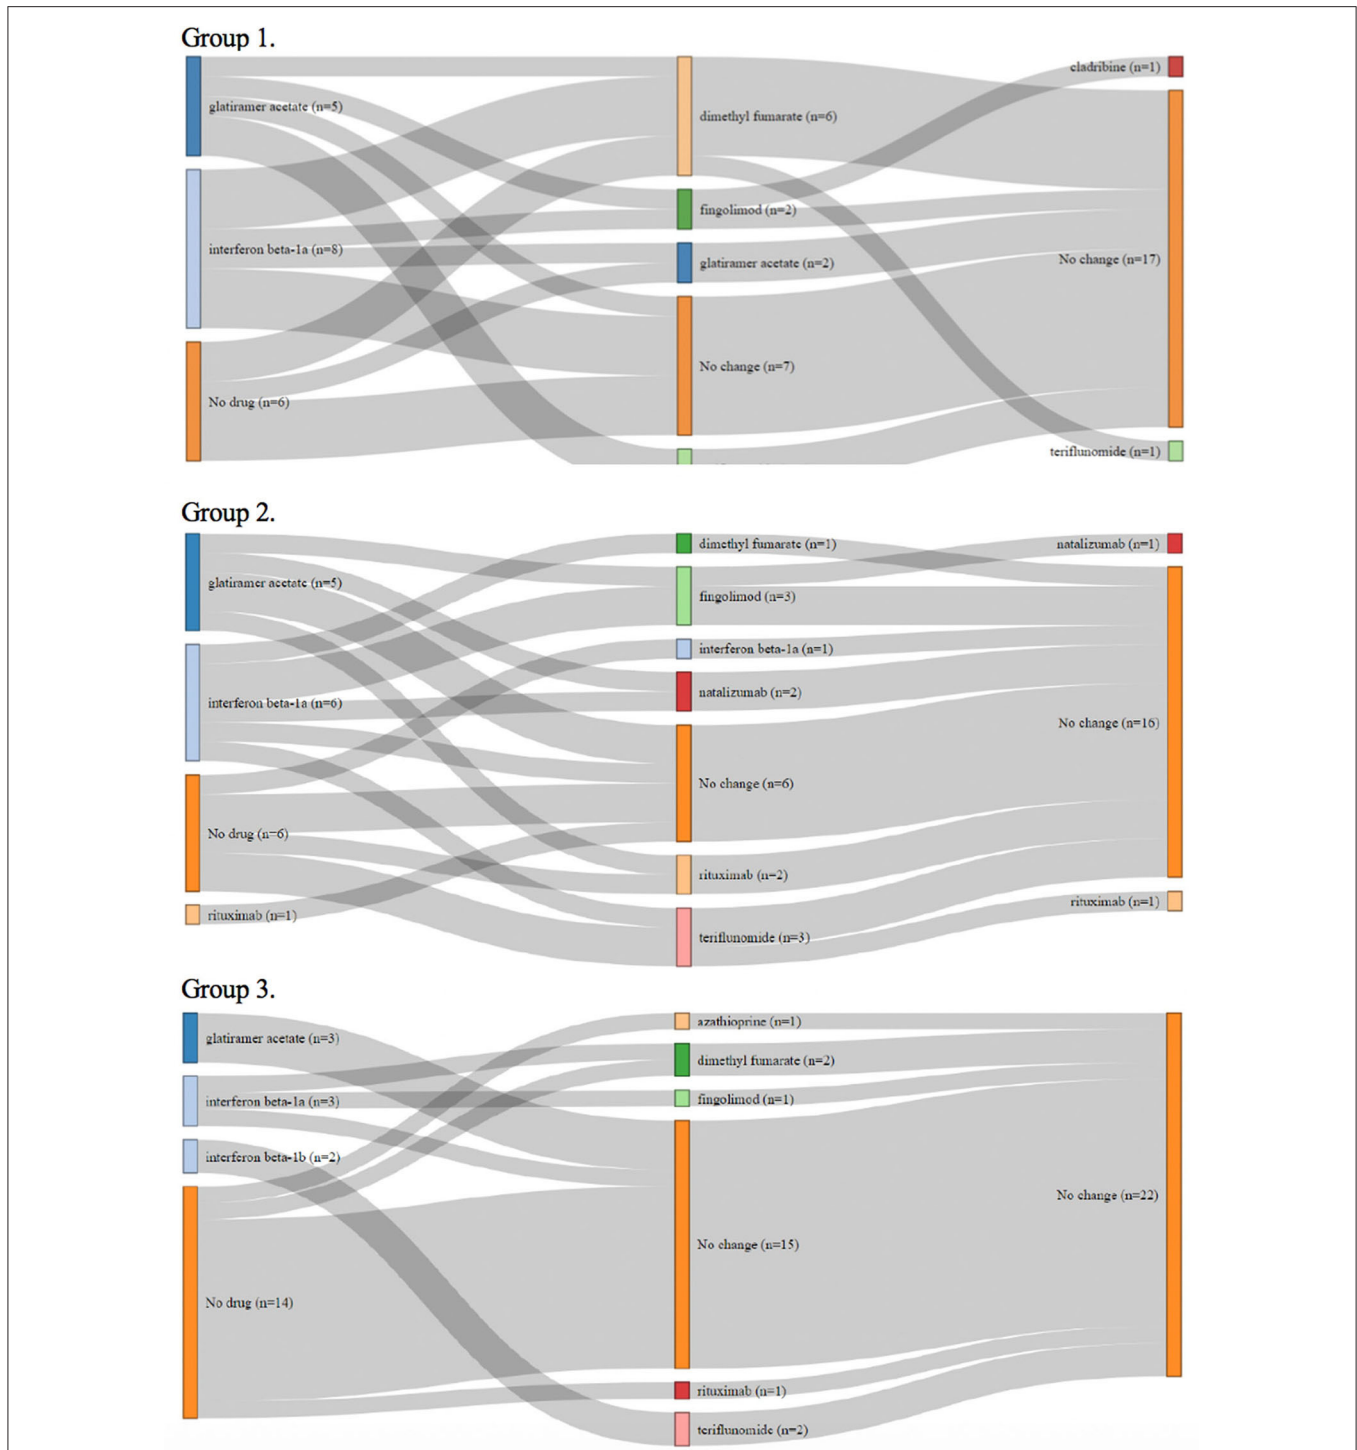 Group 1.
glatiramer acetate (n=5)
interferon beta-1a (n=8)
No drug (n=6)
dimethyl fumarate (n=6)
fingolimod (n=2)
glatiramer acetate (n=2)
No change (n=7)
cladribine (n=1)
No change (n=17)
teriflunomide (n=1)
Group 2.
glatiramer acetate (n=5)
interferon beta-1a (n=6)
No drug (n=6)
rituximab (n=1)
dimethyl fumarate (n=1)
fingolimod (n=3)
interferon beta-1a (n=1)
natalizumab (n=2)
No change (n=6)
rituximab (n=2)
teriflunomide (n=3)
natalizumab (n=1)
No change (n=16)
rituximab (n=1)
Group 3.
glatiramer acetate (n=3)
interferon beta-1a (n=3)
interferon beta-1b (n=2)
No drug (n=14)
azathioprine (n=1)
dimethyl fumarate (n=2)
fingolimod (n=1)
No change (n=15)
rituximab (n=1)
teriflunomide (n=2)
No change (n=22)